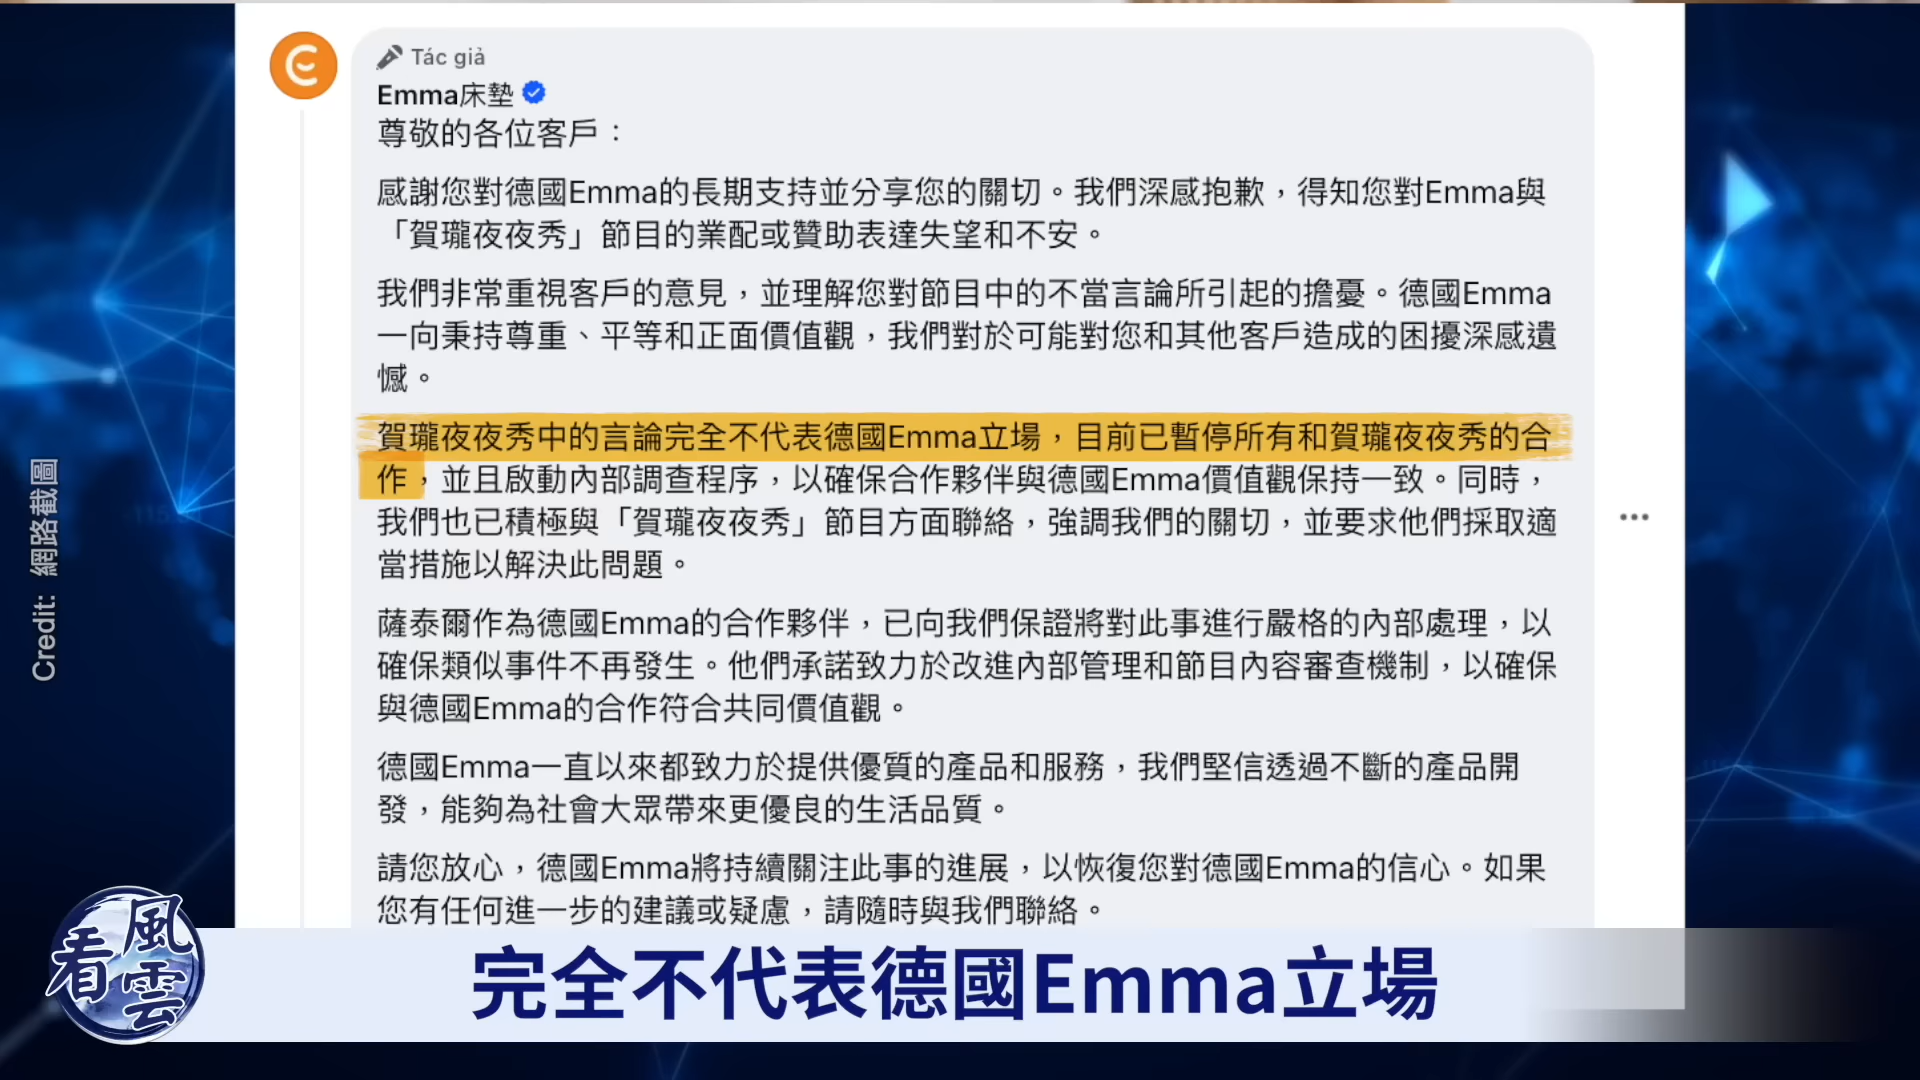 Tác giả
Emma床墊
尊敬的各位客戶：
感謝您對德國Emma的長期支持並分享您的關切。我們深感抱歉，得知您對Emma與
「賀瓏夜夜秀」節目的業配或贊助表達失望和不安。
我們非常重視客戶的意見，並理解您對節目中的不當言論所引起的擔憂。德國Emma
一向秉持尊重、平等和正面價值觀，我們對於可能對您和其他客戶造成的困擾深感遺
憾。
賀瓏夜夜秀中的言論完全不代表德國Emma立場，目前已暫停所有和賀瓏夜夜秀的合
作，並且啟動內部調查程序，以確保合作夥伴與德國Emma價值觀保持一致。同時，
我們也已積極與「賀瓏夜夜秀」節目方面聯絡，強調我們的關切，並要求他們採取適
當措施以解決此問題。
薩泰爾作為德國Emma的合作夥伴，已向我們保證將對此事進行嚴格的內部處理，以
確保類似事件不再發生。他們承諾致力於改進內部管理和節目內容審查機制，以確保
與德國Emma的合作符合共同價值觀。
德國Emma一直以來都致力於提供優質的產品和服務，我們堅信透過不斷的產品開
發，能夠為社會大眾帶來更優良的生活品質。
請您放心，德國Emma將持續關注此事的進展，以恢復您對德國Emma的信心。如果
您有任何進一步的建議或疑慮，請隨時與我們聯絡。
Credit: 網路截圖
看風雲
完全不代表德國Emma立場